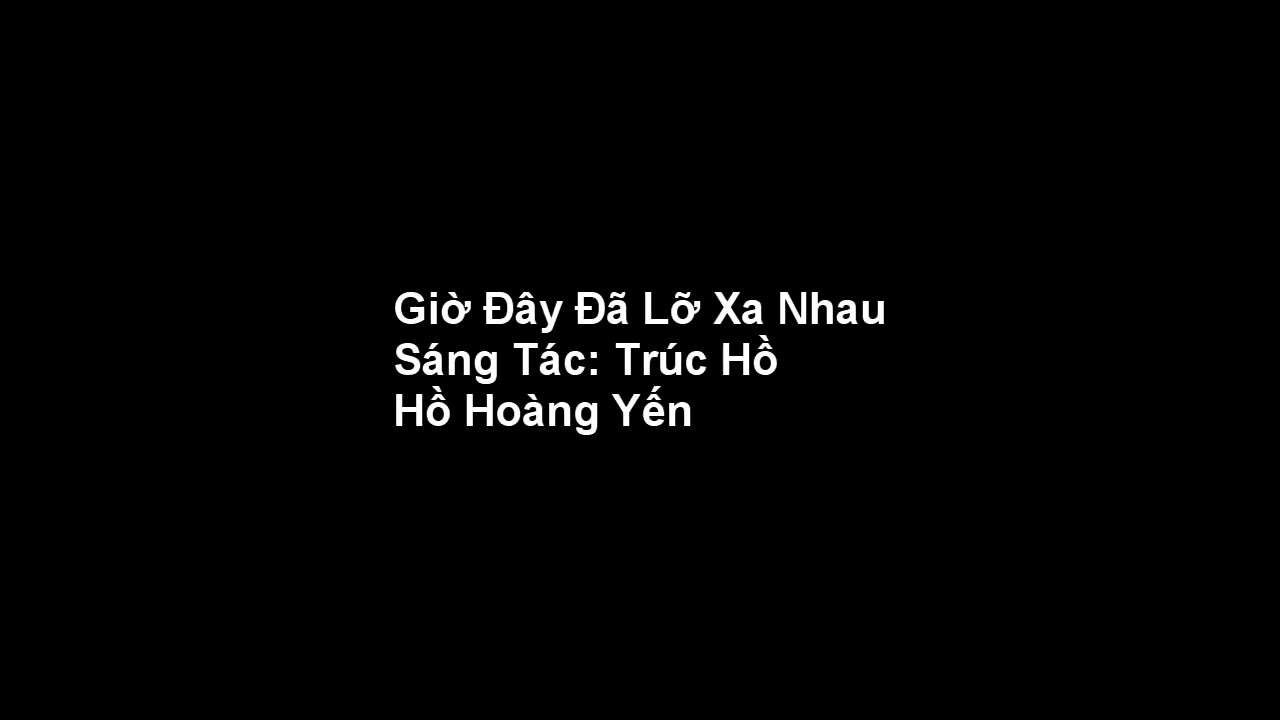 Giờ Đây Đã Lỡ Xa Nhau
Sáng Tác: Trúc Hồ
Hồ Hoàng Yến